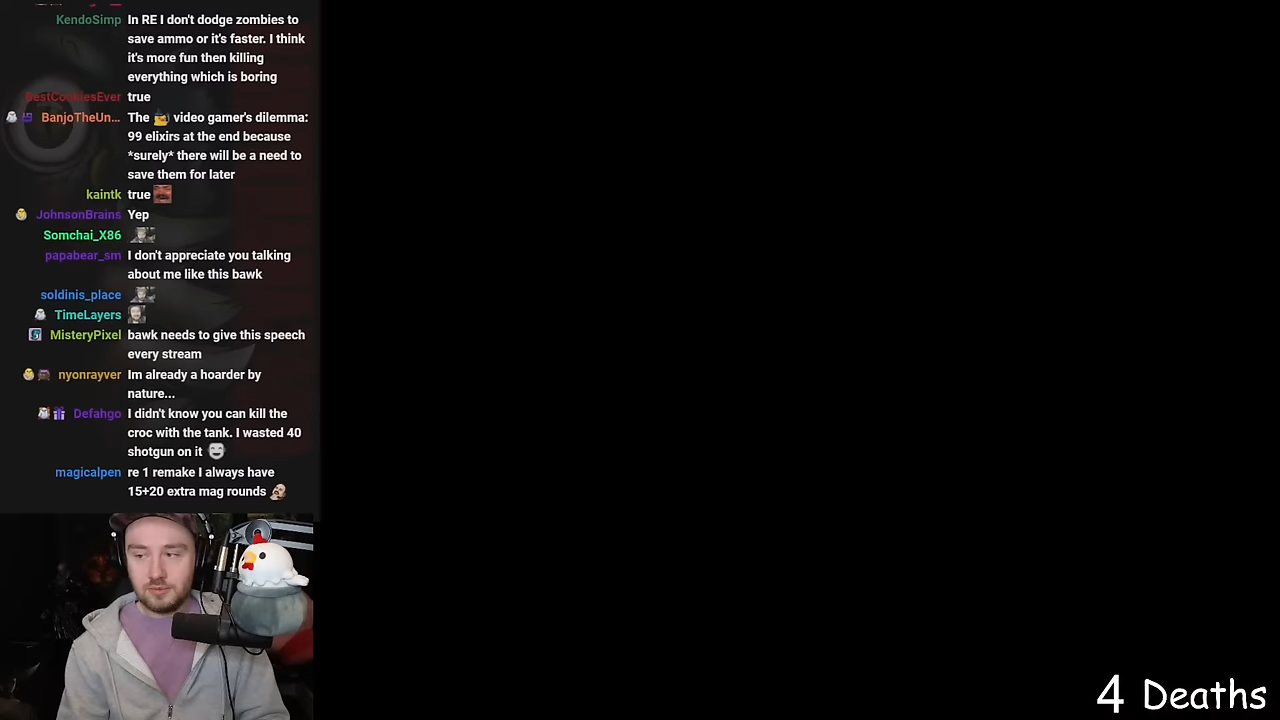 KendoSimp In RE I don't dodge zombies to
save ammo or it's faster. I think
it's more fun then killing
everything which is boring
BestCookiesEver true
BanjoTheUn... The video gamer's dilemma:
99 elixirs at the end because
*surely* there will be a need to
save them for later
kaintk true
JohnsonBrains Yep
Somchai_X86
papabear_sm I don't appreciate you talking
about me like this bawk
soldinis_place
TimeLayers
MisteryPixel bawk needs to give this speech
every stream
nyonrayver Im already a hoarder by
nature...
Defahgo I didn't know you can kill the
croc with the tank. I wasted 40
shotgun on it
magicalpen re 1 remake I always have
15+20 extra mag rounds
4 Deaths